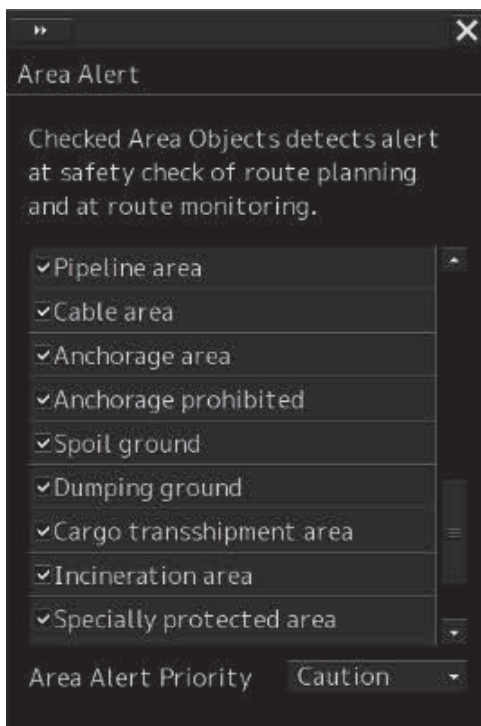 Area Alert
Checked Area Objects detects alert
at safety check of route planning
and at route monitoring.
Pipeline area
Cable area
Anchorage area
Anchorage prohibited
Spoil ground
Dumping ground
Cargo transshipment area
Incineration area
Specially protected area
Area Alert Priority Caution